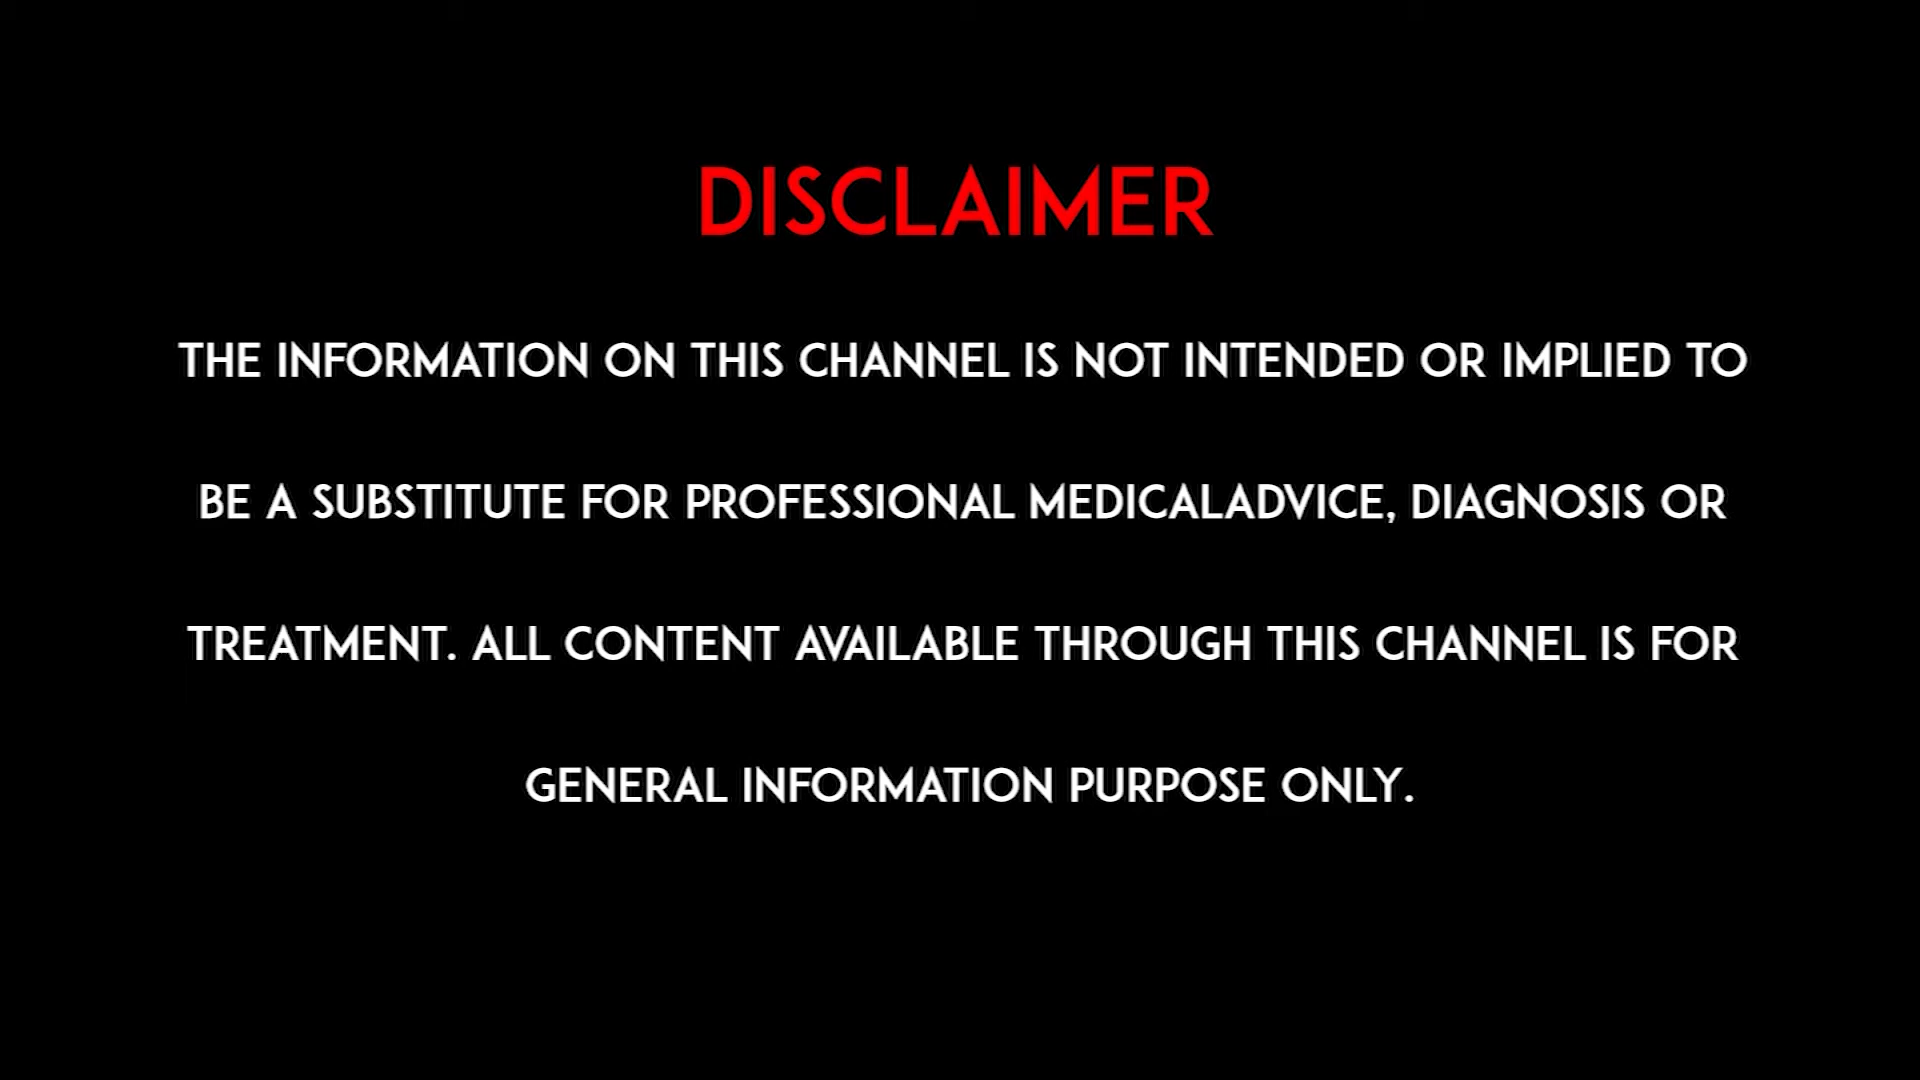 DISCLAIMER
THE INFORMATION ON THIS CHANNEL IS NOT INTENDED OR IMPLIED TO
BE A SUBSTITUTE FOR PROFESSIONAL MEDICALADVICE, DIAGNOSIS OR
TREATMENT. ALL CONTENT AVAILABLE THROUGH THIS CHANNEL IS FOR
GENERAL INFORMATION PURPOSE ONLY.